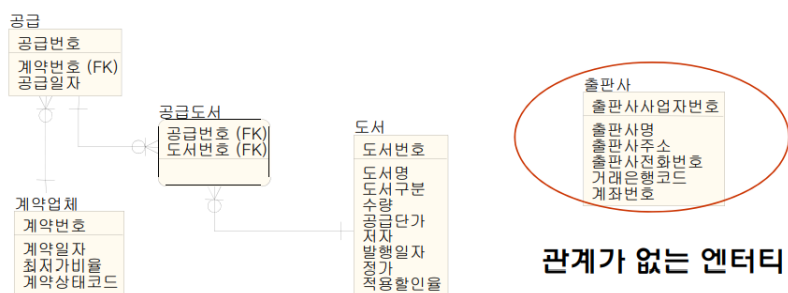 공급
공급번호
계약번호 (FK)
공급일자
공급도서
공급번호 (FK)
도서번호 (FK)
도서
도서번호
도서명
도서구분
수량
공급단가
저자
발행일자
정가
적용할인율
계약업체
계약번호
계약일자
최저가비율
계약상태코드
출판사
출판사사업자번호
출판사명
출판사주소
출판사전화번호
거래은행코드
계좌번호
관계가 없는 엔터티